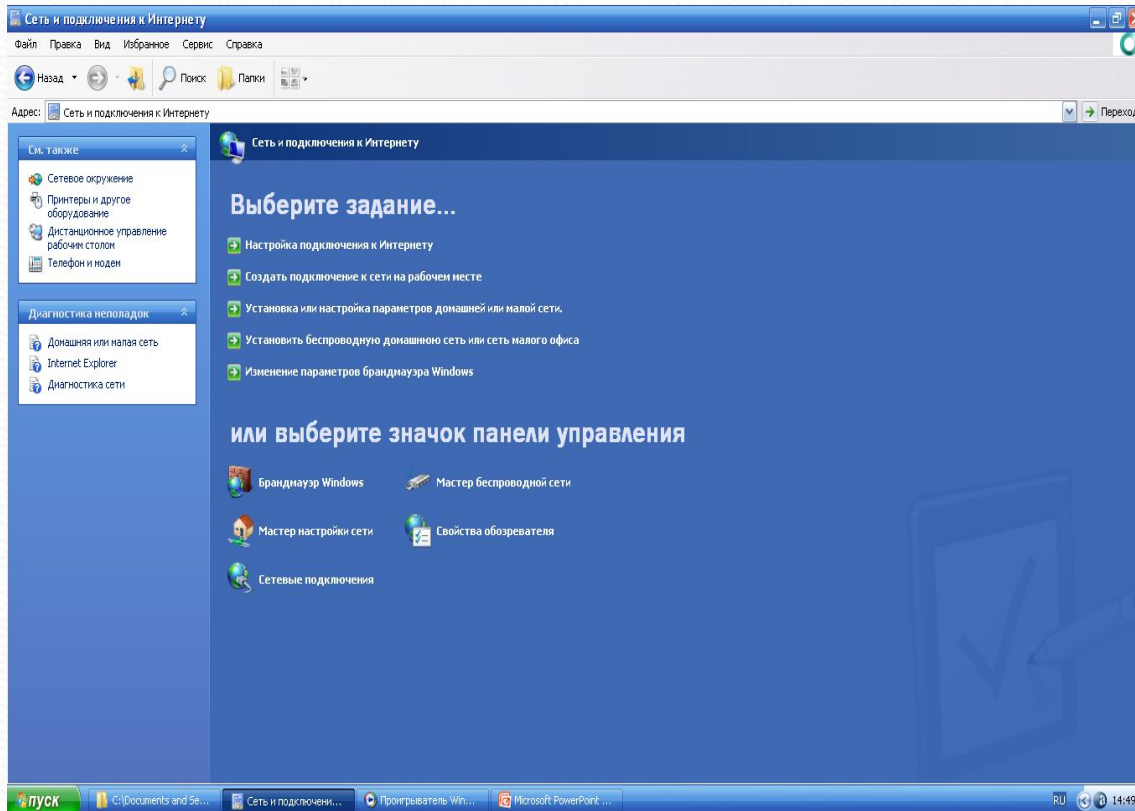 Сеть и подключения к Интернету
Файл Правка Вид Избранное Сервис Справка
Назад Поиск Папки
Адрес: Сеть и подключения к Интернету Переход
См. также
Сетевое окружение
Принтеры и другое
оборудование
Дистанционное управление
рабочим столом
Телефон и модем
Диагностика неполадок
Домашняя или малая сеть
Internet Explorer
Диагностика сети
Сеть и подключения к Интернету
Выберите задание...
Настройка подключения к Интернету
Создать подключение к сети на рабочем месте
Установка или настройка параметров домашней или малой сети.
Установить беспроводную домашнюю сеть или сеть малого офиса
Изменение параметров брандмауэра Windows
или выберите значок панели управления
Брандмауэр Windows Мастер беспроводной сети
Мастер настройки сети Свойства обозревателя
Сетевые подключения
пуск C:\Documents and Se... Сеть и подключени... Проигрыватель Win... Microsoft PowerPoint ... RU 14:49